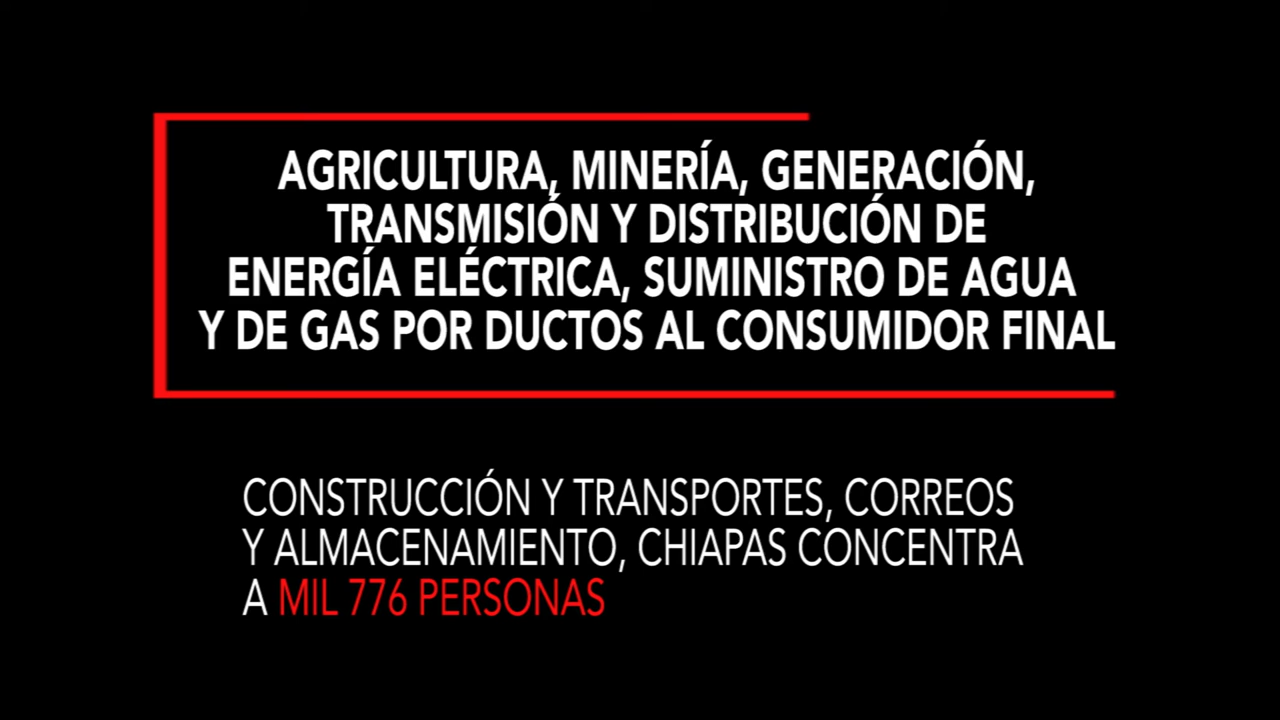 AGRICULTURA, MINERÍA, GENERACIÓN,
TRANSMISIÓN Y DISTRIBUCIÓN DE
ENERGÍA ELÉCTRICA, SUMINISTRO DE AGUA
Y DE GAS POR DUCTOS AL CONSUMIDOR FINAL
CONSTRUCCIÓN Y TRANSPORTES, CORREOS
Y ALMACENAMIENTO, CHIAPAS CONCENTRA
A MIL 776 PERSONAS